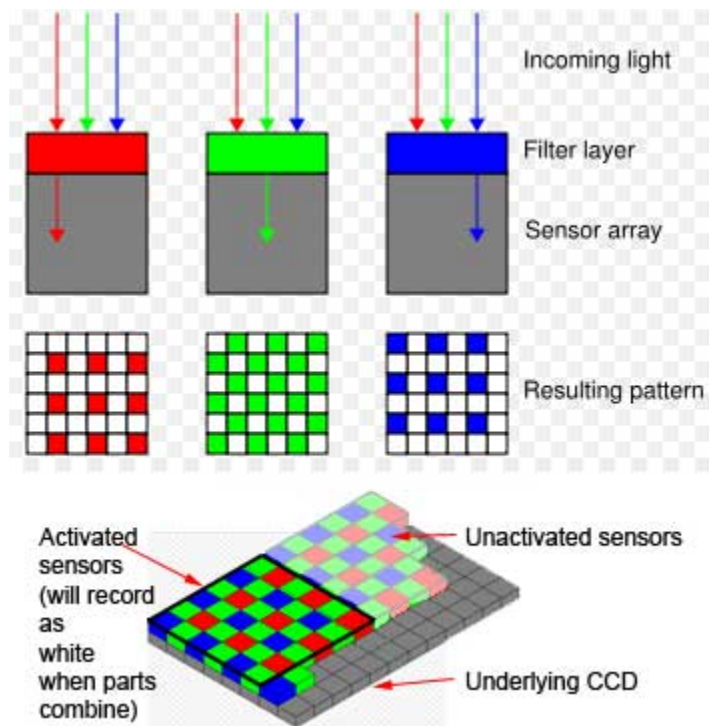 Incoming light
Filter layer
Sensor array
Resulting pattern
Activated
sensors
(will record
as
white
when parts
combine)
Unactivated sensors
Underlying CCD